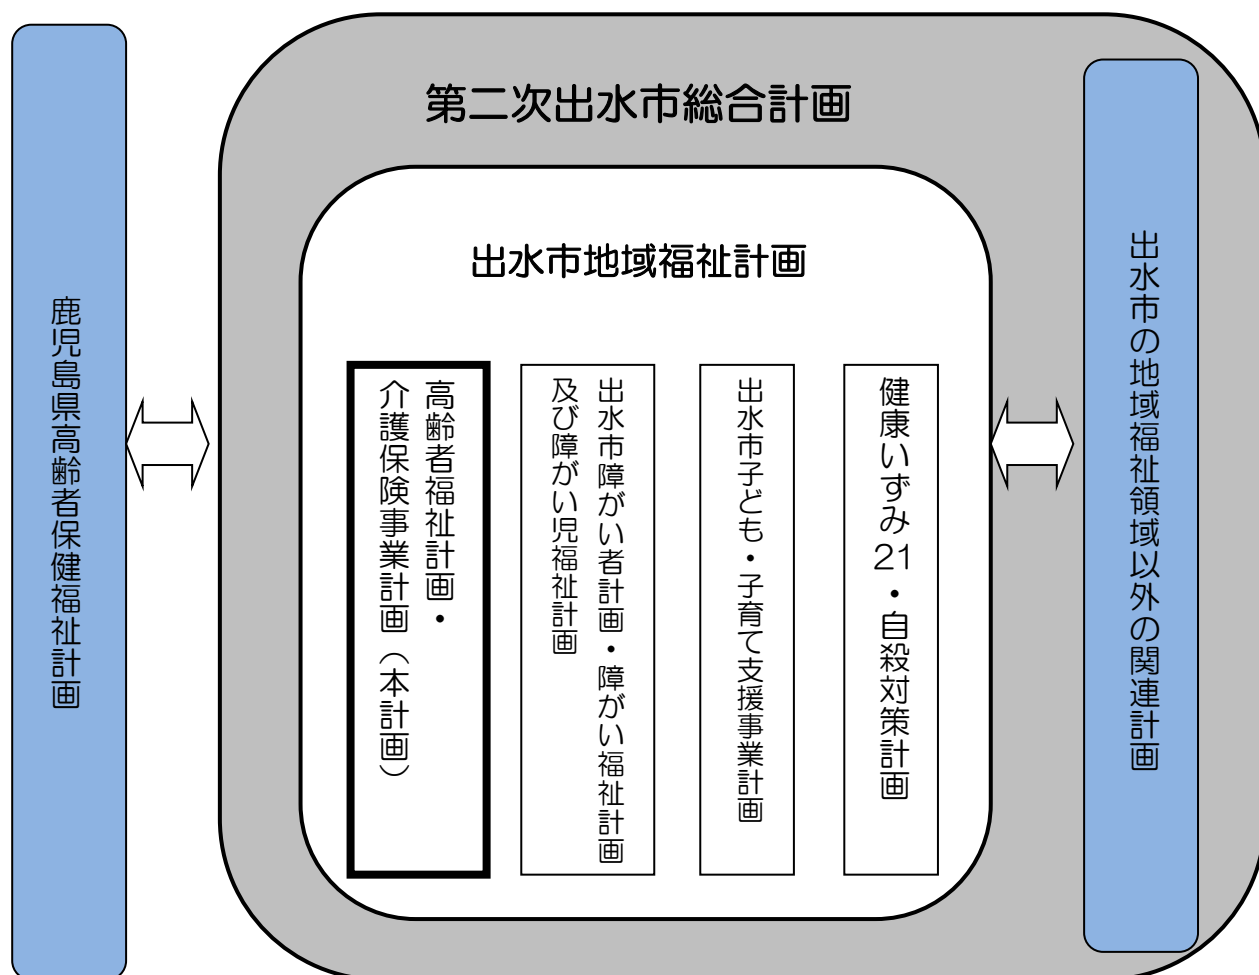 第二次出水市総合計画
出水市地域福祉計画
鹿児島県高齢者保健福祉計画
高齢者福祉計画・
介護保険事業計画（本計画）
出水市障がい者計画・障がい福祉計画
及び障がい児福祉計画
出水市子ども・子育て支援事業計画
健康いずみ21・自殺対策計画
出水市の地域福祉領域以外の関連計画